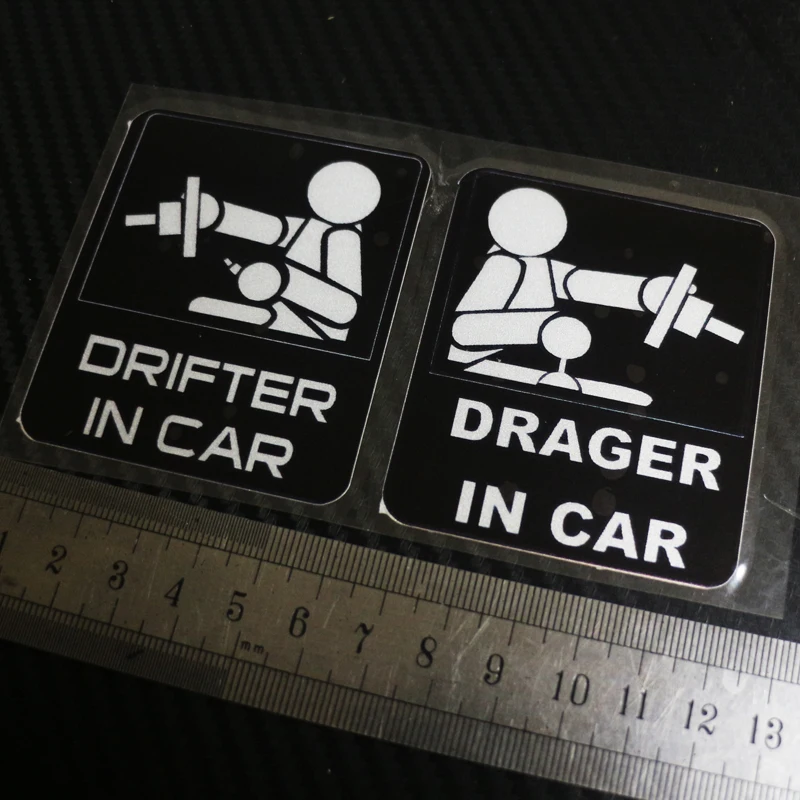 DRIFTER
IN CAR
DRAGER
IN CAR
1 2 3 4 5 6 7 8 9 10 11 12 13
mm